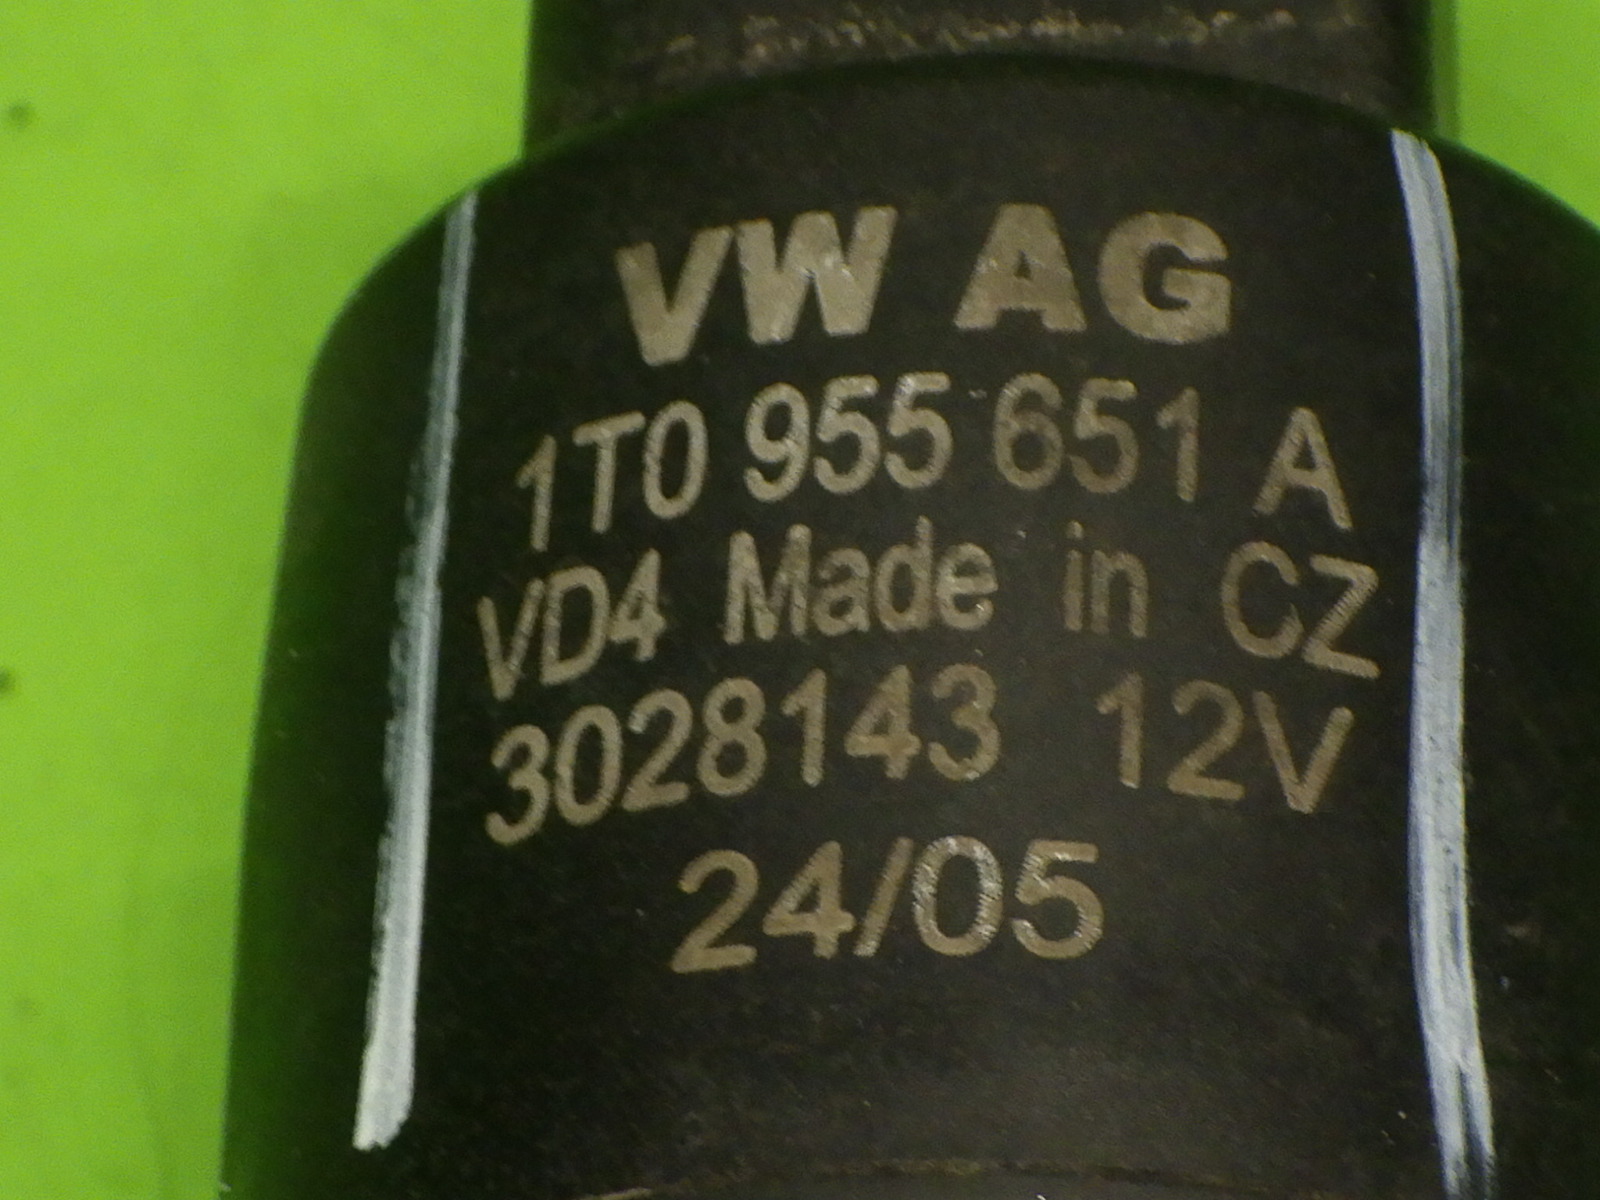 VW AG
1T0 955 651 A
VD4 Made in CZ
3028143 12V
24/05